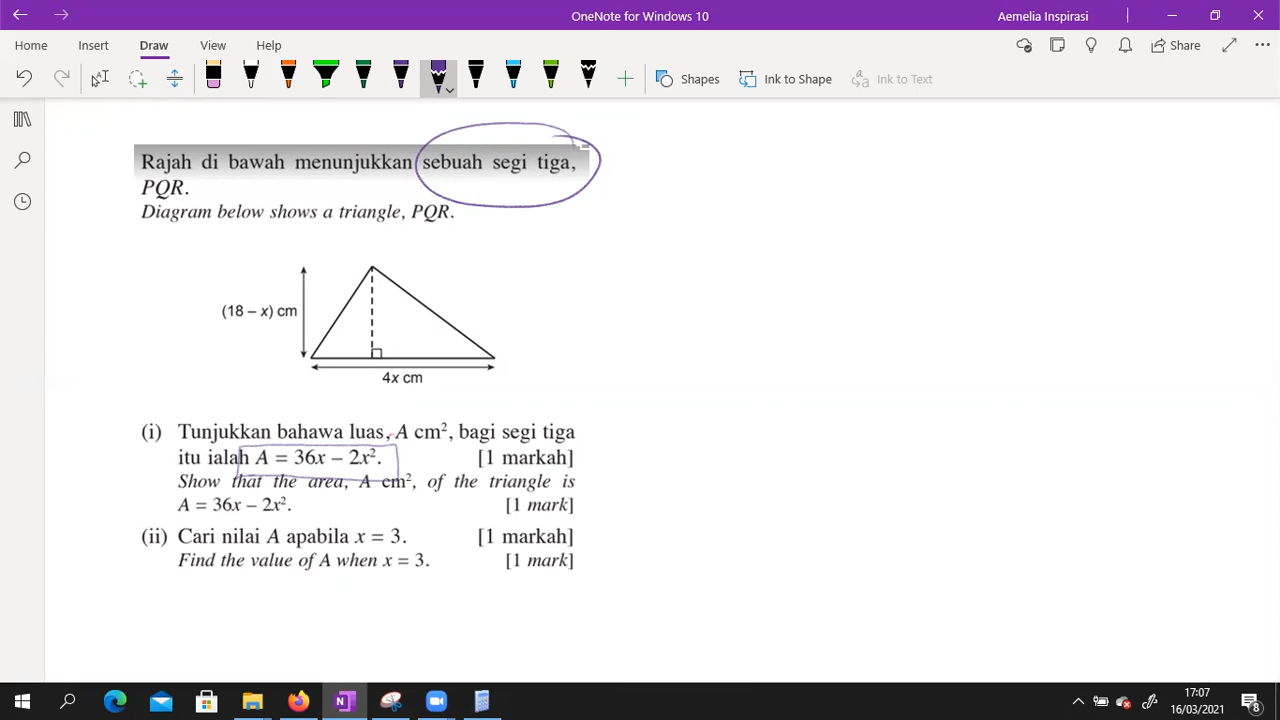 OneNote for Windows 10
Aemelia Inspirasi
Home Insert Draw View Help
Share
Shapes
Ink to Shape
Ink to Text
Rajah di bawah menunjukkan sebuah segi tiga,
PQR.
Diagram below shows a triangle, PQR.
(18 – x) cm
4x cm
(i) Tunjukkan bahawa luas, A cm², bagi segi tiga
itu ialah A = 36x – 2x². [1 markah]
Show that the area, A cm², of the triangle is
A = 36x – 2x². [1 mark]
(ii) Cari nilai A apabila x = 3. [1 markah]
Find the value of A when x = 3. [1 mark]
17:07
16/03/2021
8